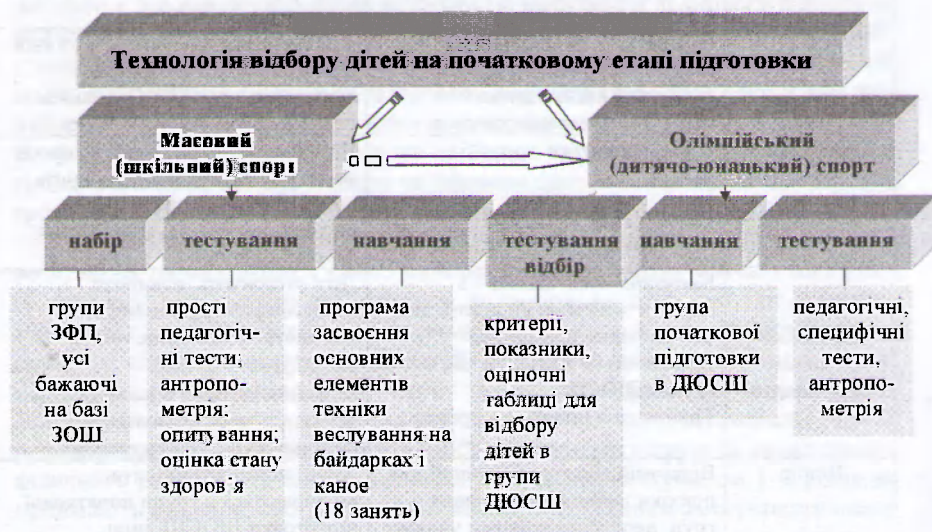 Технологія відбору дітей на початковому етапі підготовки
Масовий
(шкільний) спорт
Олімпійський
(дитячо-юнацький) спорт
набір
тестування
навчання
тестування
відбір
навчання
тестування
групи
ЗФП,
усі
бажаючі
на базі
ЗОШ
прості
педагогіч-
ні тести;
антропо-
метрія;
опитування;
оцінка стану
здоров`я
програма
засвоєння
основних
елементів
техніки
веслування на
байдарках і
каное
(18 занять)
критерії,
показники,
оціночні
таблиці для
відбору
дітей в
групи
ДЮСШ
група
початкової
підготовки
в ДЮСШ
педагогічні,
специфічні
тести,
антропо-
метрія